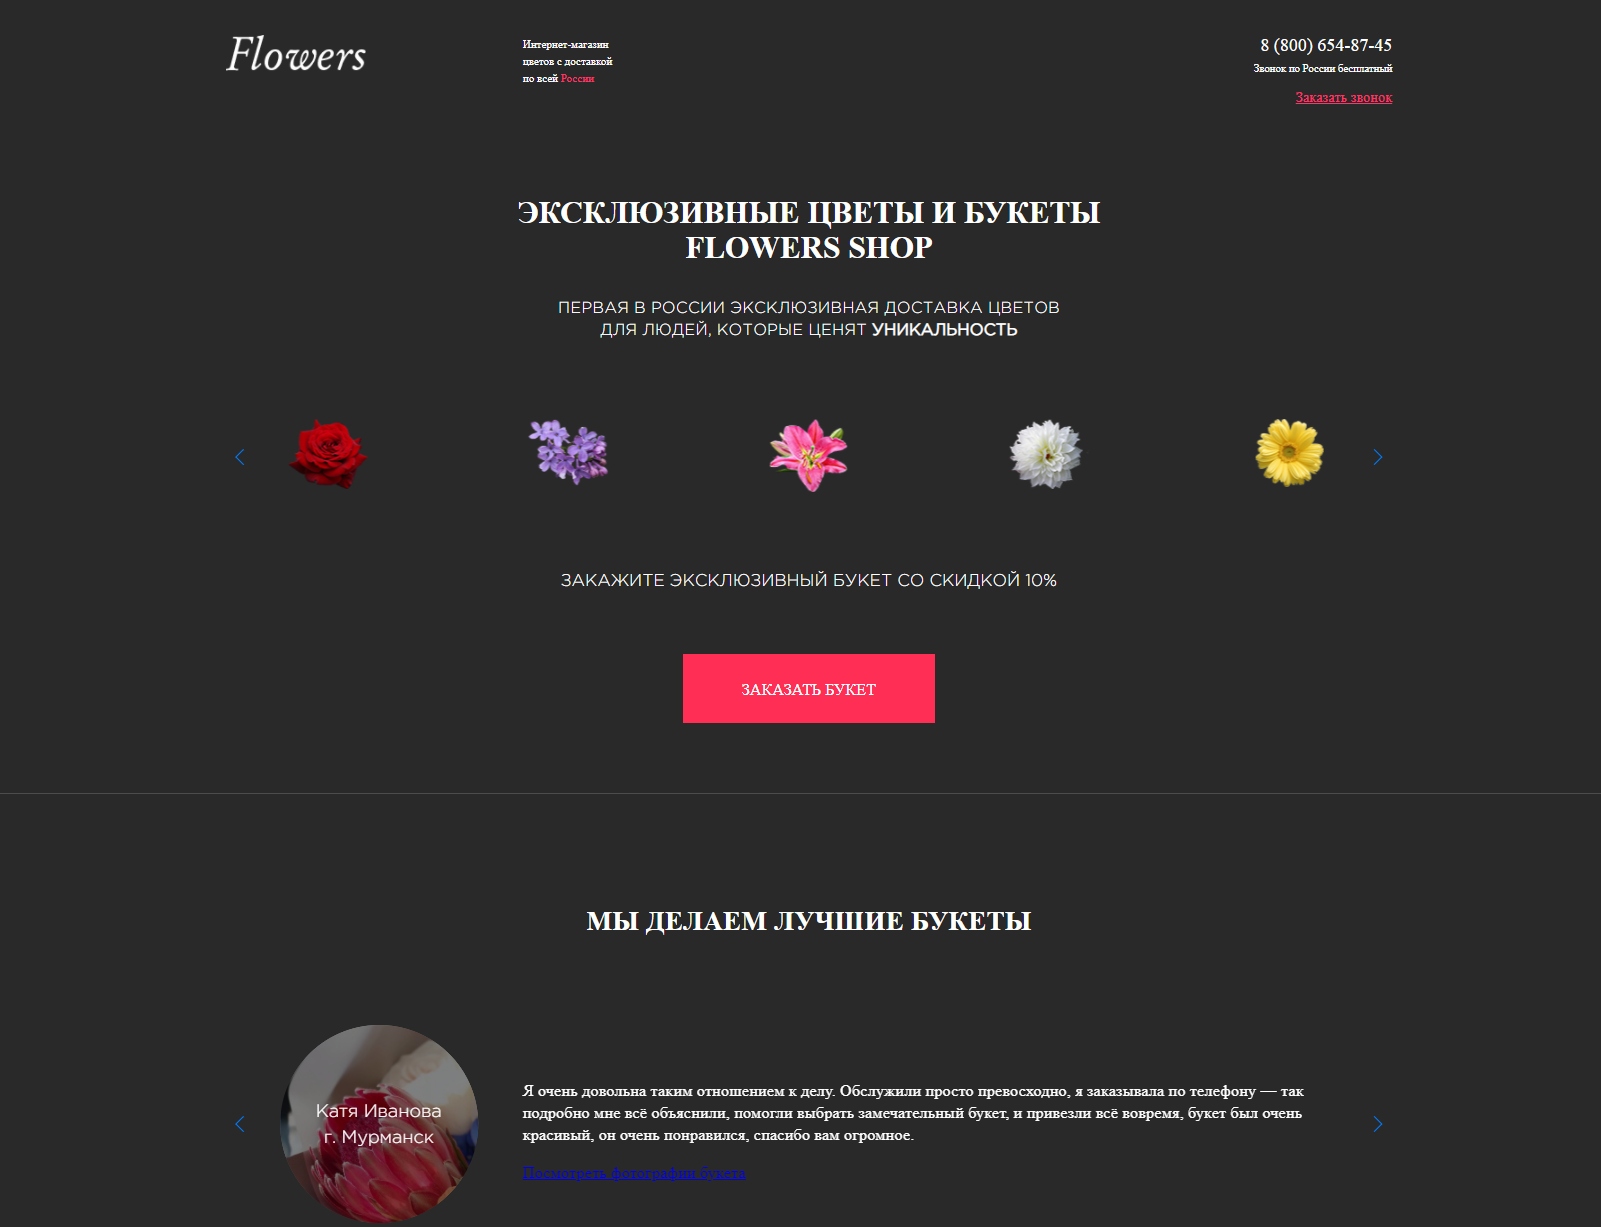 Flowers
Интернет-магазин
цветов с доставкой
по всей России
8 (800) 654-87-45
Звонок по России бесплатный
Заказать звонок
ЭКСКЛЮЗИВНЫЕ ЦВЕТЫ И БУКЕТЫ
FLOWERS SHOP
ПЕРВАЯ В РОССИИ ЭКСКЛЮЗИВНАЯ ДОСТАВКА ЦВЕТОВ
ДЛЯ ЛЮДЕЙ, КОТОРЫЕ ЦЕНЯТ УНИКАЛЬНОСТЬ
ЗАКАЖИТЕ ЭКСКЛЮЗИВНЫЙ БУКЕТ СО СКИДКОЙ 10%
ЗАКАЗАТЬ БУКЕТ
МЫ ДЕЛАЕМ ЛУЧШИЕ БУКЕТЫ
Катя Иванова
г. Мурманск
Я очень довольна таким отношением к делу. Обслужили просто превосходно, я заказывала по телефону — так
подробно мне всё объяснили, помогли выбрать замечательный букет, и привезли всё вовремя, букет был очень
красивый, он очень понравился, спасибо вам огромное.
Посмотреть фотографии букета